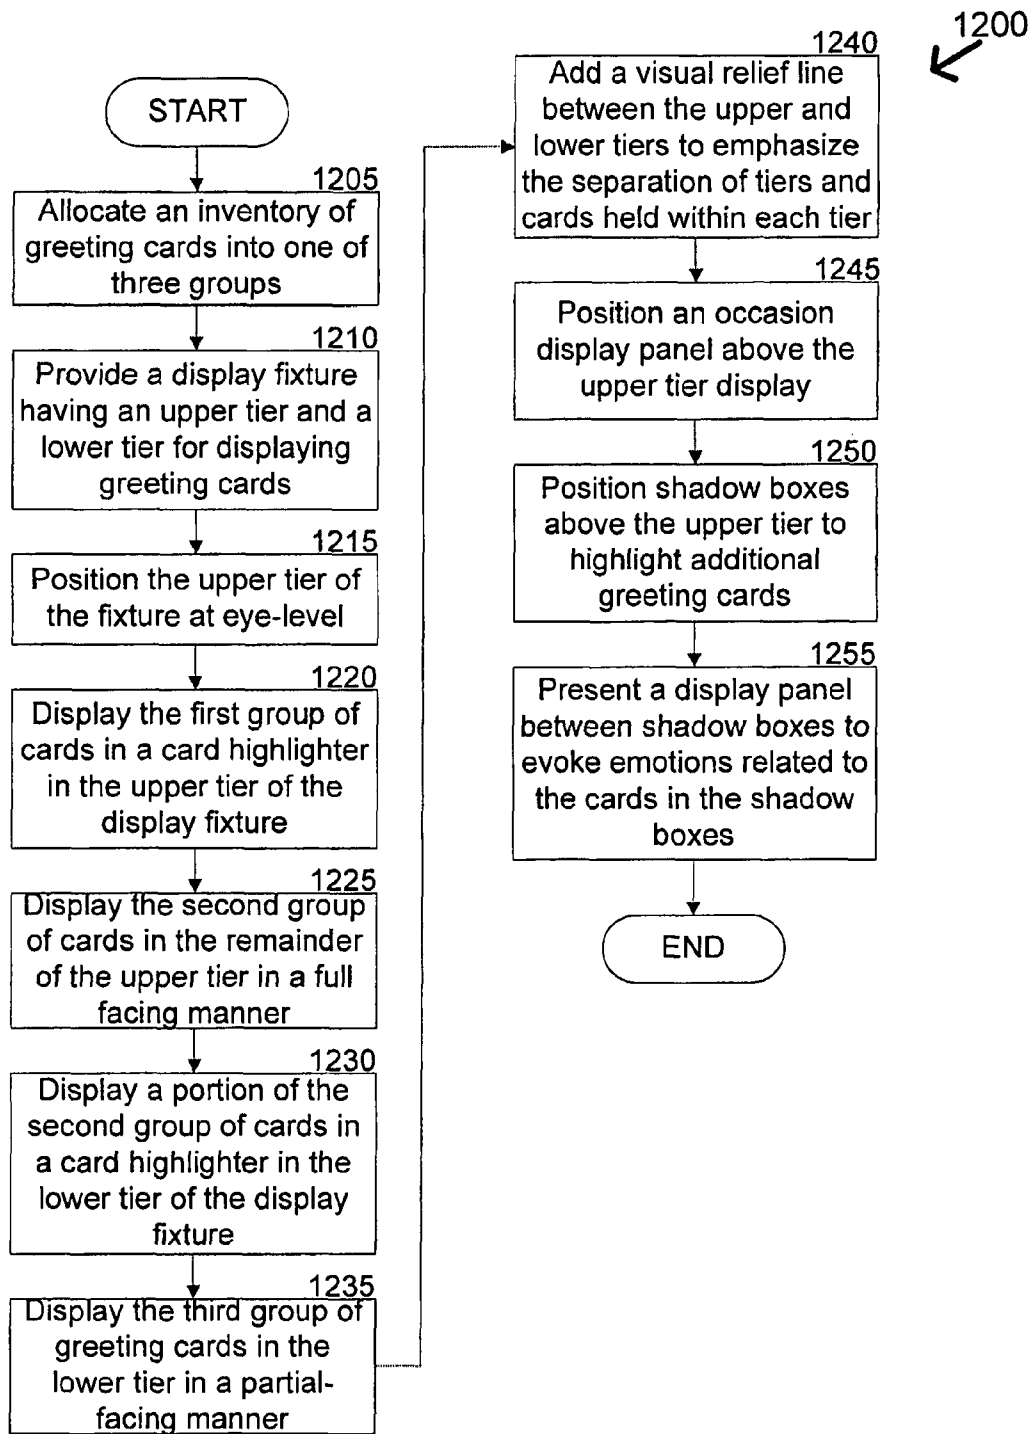 1200
START
1205
Allocate an inventory of
greeting cards into one of
three groups
1210
Provide a display fixture
having an upper tier and a
lower tier for displaying
greeting cards
1215
Position the upper tier of
the fixture at eye-level
1220
Display the first group of
cards in a card highlighter
in the upper tier of the
display fixture
1225
Display the second group
of cards in the remainder
of the upper tier in a full
facing manner
1230
Display a portion of the
second group of cards in
a card highlighter in the
lower tier of the display
fixture
1235
Display the third group of
greeting cards in the
lower tier in a partial-
facing manner
1240
Add a visual relief line
between the upper and
lower tiers to emphasize
the separation of tiers and
cards held within each tier
1245
Position an occasion
display panel above the
upper tier display
1250
Position shadow boxes
above the upper tier to
highlight additional
greeting cards
1255
Present a display panel
between shadow boxes to
evoke emotions related to
the cards in the shadow
boxes
END